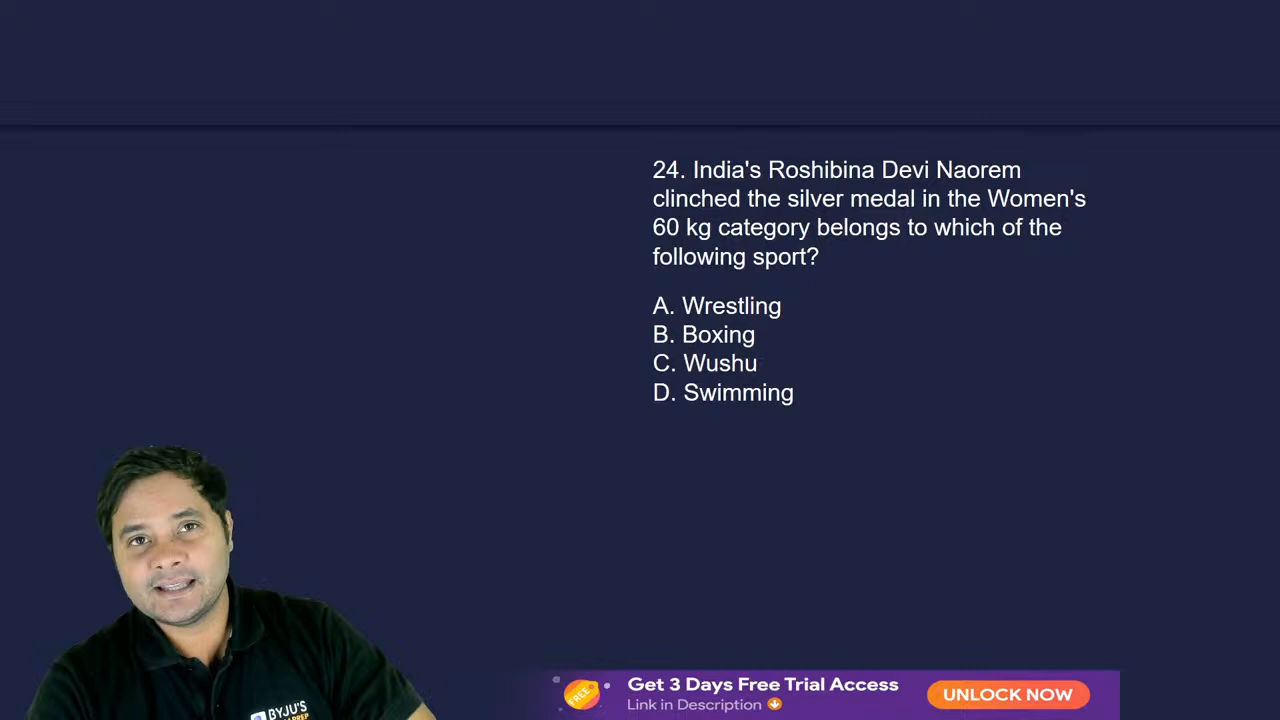 24. India's Roshibina Devi Naorem
clinched the silver medal in the Women's
60 kg category belongs to which of the
following sport?
A. Wrestling
B. Boxing
C. Wushu
D. Swimming
BYJU'S
FREE
Get 3 Days Free Trial Access
Link in Description
UNLOCK NOW